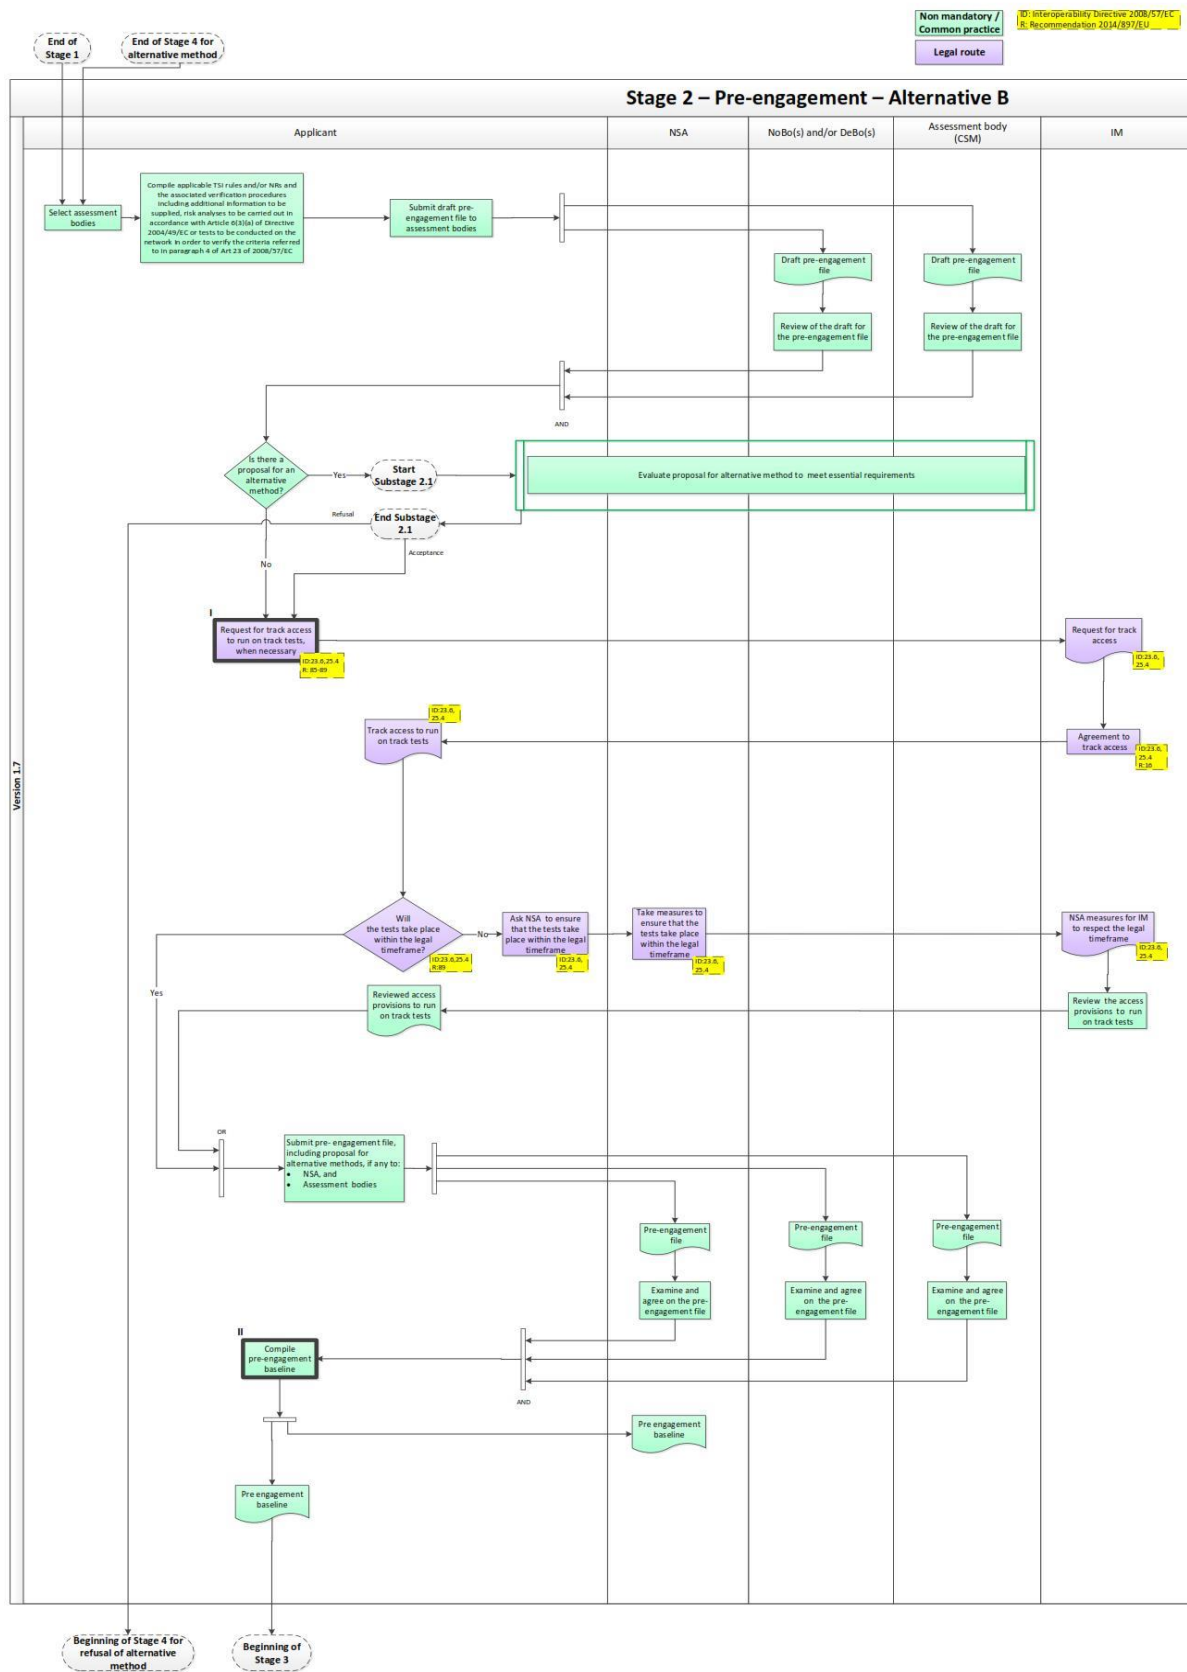 Non mandatory /
Common practice
ID: Interoperability Directive 2008/57/EC
R: Recommendation 2014/897/EU
Legal route
End of
Stage 1
End of Stage 4 for
alternative method
Stage 2 – Pre-engagement – Alternative B
Applicant
NSA
NoBo(s) and/or DeBo(s)
Assessment body
(CSM)
IM
Version 1.7
Select assessment
bodies
Compile applicable TSI rules and/or NRs and
the associated verification procedures
including additional information to be
supplied, risk analyses to be carried out in
accordance with Article 6(3)(a) of Directive
2004/49/EC or tests to be conducted on the
network in order to verify the criteria referred
to in paragraph 4 of Art 23 of 2008/57/EC
Submit draft pre-
engagement file to
assessment bodies
Draft pre-engagement
file
Draft pre-engagement
file
Review of the draft for
the pre-engagement file
Review of the draft for
the pre-engagement file
AND
Is there a
proposal for an
alternative
method?
Yes
Start
Substage 2.1
Evaluate proposal for alternative method to meet essential requirements
Refusal
End Substage
2.1
Acceptance
No
I
Request for track access
to run on track tests,
when necessary
ID:23.6,25.4
R: 85-89
Request for track
access
ID:23.6,
25.4
Track access to run
on track tests
ID:23.6,
25.4
Agreement to
track access
ID:23.6,
25.4
R:16
Will
the tests take place
within the legal
timeframe?
ID:23.6,25.4
R:89
No
Ask NSA to ensure
that the tests take
place within the legal
timeframe
ID:23.6,
25.4
Take measures to
ensure that the
tests take place
within the legal
timeframe
ID:23.6,
25.4
NSA measures for IM
to respect the legal
timeframe
ID:23.6,
25.4
Yes
Reviewed access
provisions to run
on track tests
Review the access
provisions to run
on track tests
OR
Submit pre- engagement file,
including proposal for
alternative methods, if any to:
• NSA, and
• Assessment bodies
Pre-engagement
file
Pre-engagement
file
Pre-engagement
file
Examine and
agree on the pre-
engagement file
Examine and agree
on the pre-
engagement file
Examine and agree
on the pre-
engagement file
II
Compile
pre-engagement
baseline
AND
Pre engagement
baseline
Pre engagement
baseline
Beginning of Stage 4 for
refusal of alternative
method
Beginning of
Stage 3